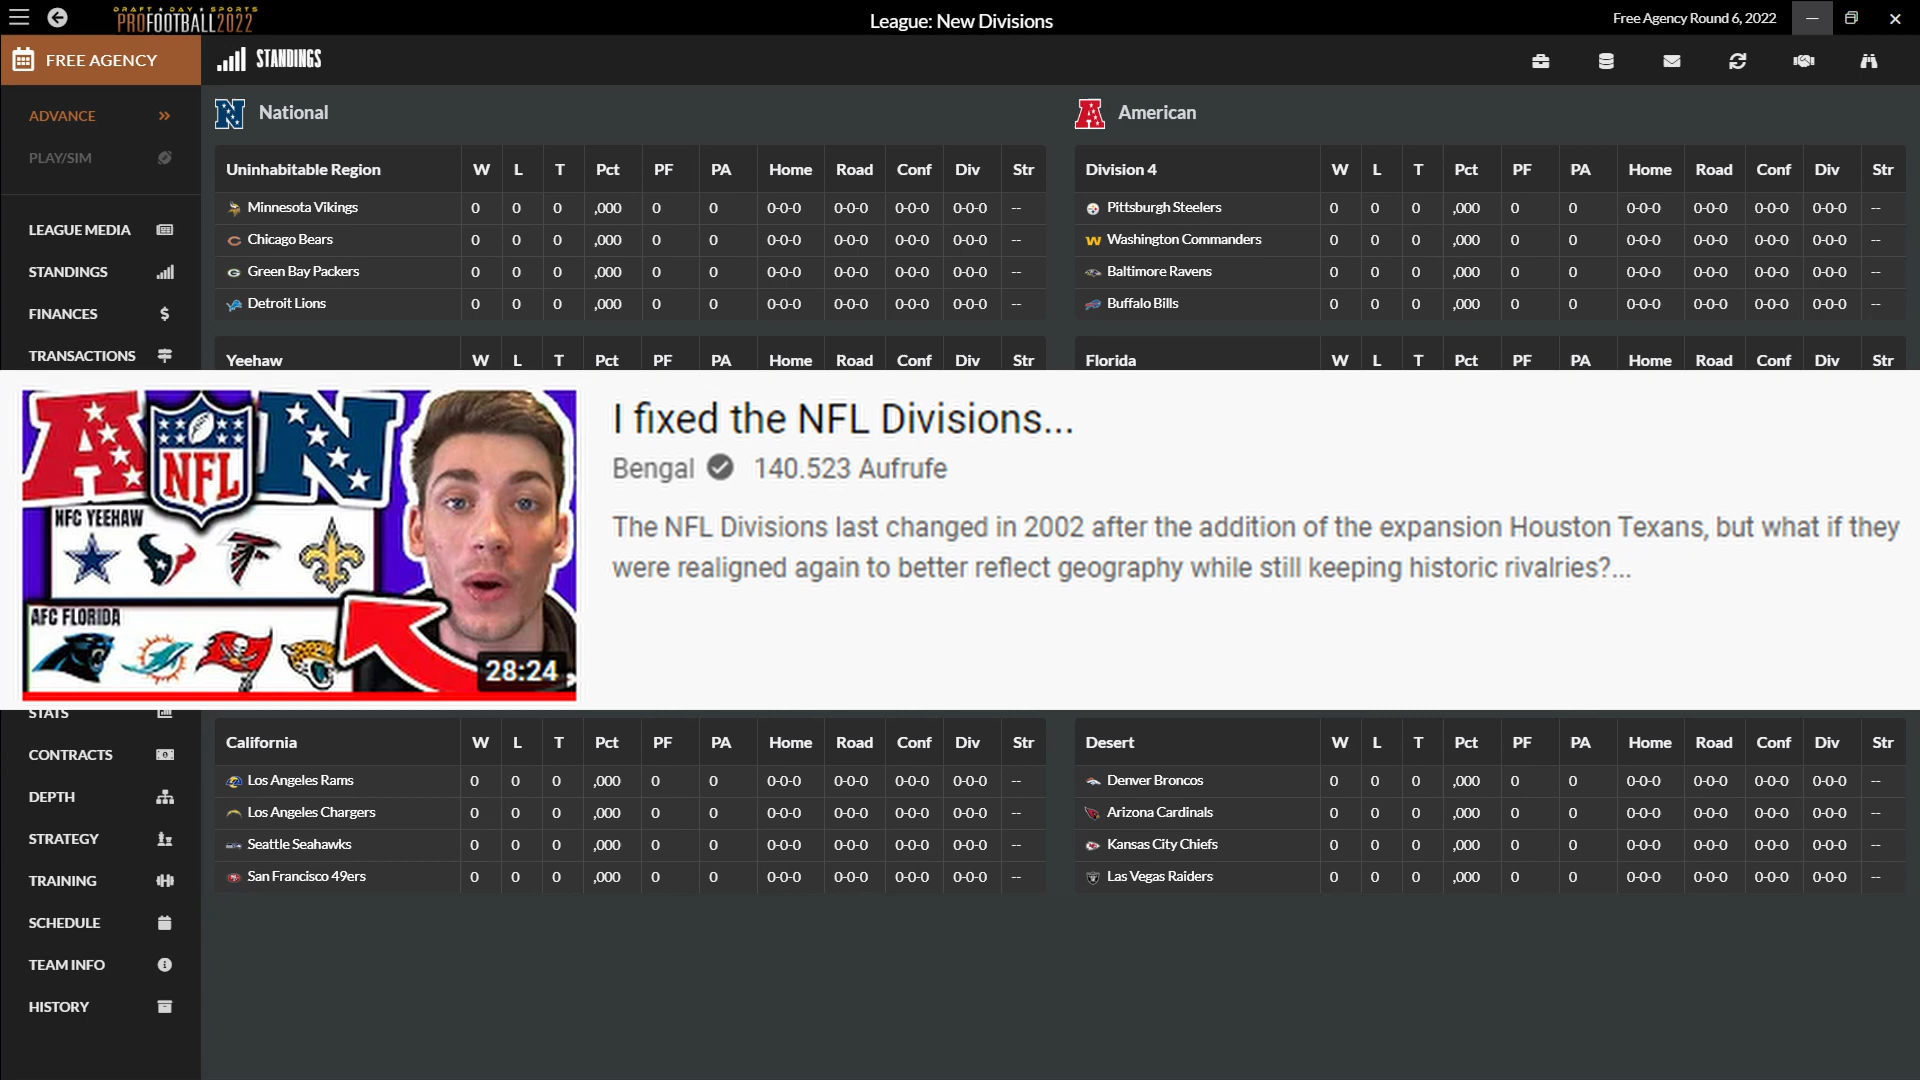 DRAFT DAY SPORTS
PRO FOOTBALL 2022
League: New Divisions
Free Agency Round 6, 2022
FREE AGENCY
STANDINGS
ADVANCE
PLAY/SIM
LEAGUE MEDIA
STANDINGS
FINANCES
TRANSACTIONS
National
Uninhabitable Region W L T Pct PF PA Home Road Conf Div Str
Minnesota Vikings 0 0 0 ,000 0 0 0-0-0 0-0-0 0-0-0 0-0-0 --
Chicago Bears 0 0 0 ,000 0 0 0-0-0 0-0-0 0-0-0 0-0-0 --
Green Bay Packers 0 0 0 ,000 0 0 0-0-0 0-0-0 0-0-0 0-0-0 --
Detroit Lions 0 0 0 ,000 0 0 0-0-0 0-0-0 0-0-0 0-0-0 --
Yeehaw W L T Pct PF PA Home Road Conf Div Str
American
Division 4 W L T Pct PF PA Home Road Conf Div Str
Pittsburgh Steelers 0 0 0 ,000 0 0 0-0-0 0-0-0 0-0-0 0-0-0 --
Washington Commanders 0 0 0 ,000 0 0 0-0-0 0-0-0 0-0-0 0-0-0 --
Baltimore Ravens 0 0 0 ,000 0 0 0-0-0 0-0-0 0-0-0 0-0-0 --
Buffalo Bills 0 0 0 ,000 0 0 0-0-0 0-0-0 0-0-0 0-0-0 --
Florida W L T Pct PF PA Home Road Conf Div Str
NFL
NFC YEEHAW
AFC FLORIDA
28:24
I fixed the NFL Divisions...
Bengal 140.523 Aufrufe
The NFL Divisions last changed in 2002 after the addition of the expansion Houston Texans, but what if they
were realigned again to better reflect geography while still keeping historic rivalries?...
STATS
CONTRACTS
DEPTH
STRATEGY
TRAINING
SCHEDULE
TEAM INFO
HISTORY
California W L T Pct PF PA Home Road Conf Div Str
Los Angeles Rams 0 0 0 ,000 0 0 0-0-0 0-0-0 0-0-0 0-0-0 --
Los Angeles Chargers 0 0 0 ,000 0 0 0-0-0 0-0-0 0-0-0 0-0-0 --
Seattle Seahawks 0 0 0 ,000 0 0 0-0-0 0-0-0 0-0-0 0-0-0 --
San Francisco 49ers 0 0 0 ,000 0 0 0-0-0 0-0-0 0-0-0 0-0-0 --
Desert W L T Pct PF PA Home Road Conf Div Str
Denver Broncos 0 0 0 ,000 0 0 0-0-0 0-0-0 0-0-0 0-0-0 --
Arizona Cardinals 0 0 0 ,000 0 0 0-0-0 0-0-0 0-0-0 0-0-0 --
Kansas City Chiefs 0 0 0 ,000 0 0 0-0-0 0-0-0 0-0-0 0-0-0 --
Las Vegas Raiders 0 0 0 ,000 0 0 0-0-0 0-0-0 0-0-0 0-0-0 --